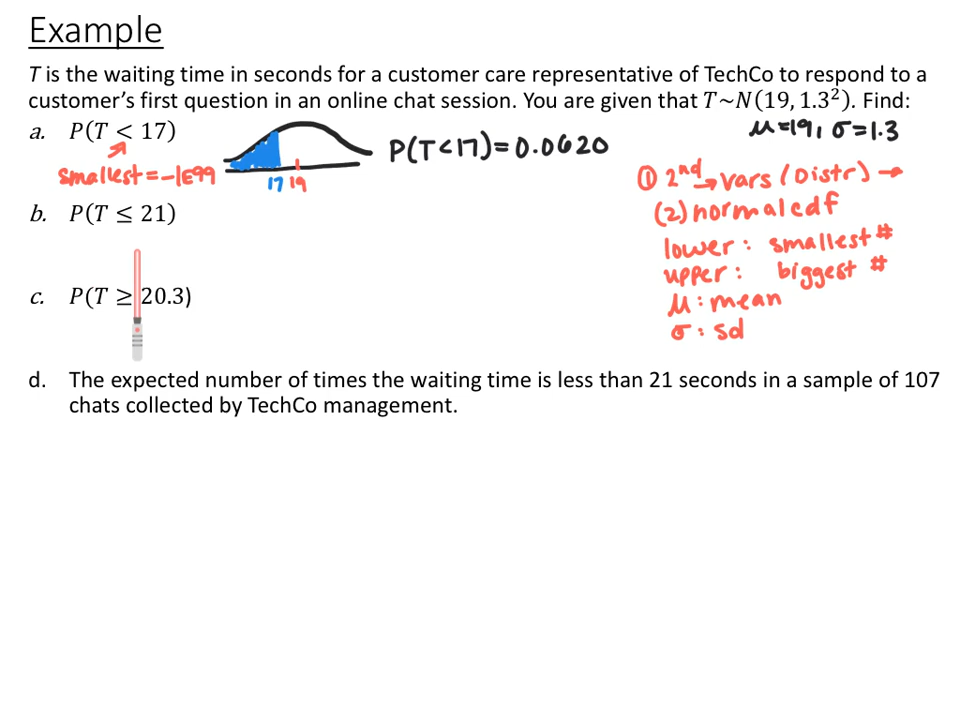 Example
T is the waiting time in seconds for a customer care representative of TechCo to respond to a
customer’s first question in an online chat session. You are given that T~N(19, 1.3²). Find:
μ=19, σ=1.3
a. P(T < 17)
P(T<17)=0.0620
smallest=-1E99
17 19
① 2nd → vars (Distr) →
(2) normalcdf
lower: smallest #
upper: biggest #
μ: mean
σ: sd
b. P(T ≤ 21)
c. P(T ≥ 20.3)
d. The expected number of times the waiting time is less than 21 seconds in a sample of 107
chats collected by TechCo management.